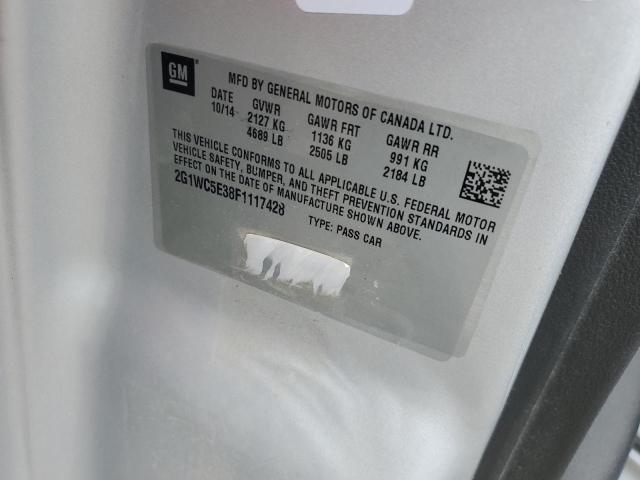 GM
MFD BY GENERAL MOTORS OF CANADA LTD.
DATE GVWR GAWR FRT GAWR RR
10/14 2127 KG 1136 KG 991 KG
4689 LB 2505 LB 2184 LB
THIS VEHICLE CONFORMS TO ALL APPLICABLE U.S. FEDERAL MOTOR
VEHICLE SAFETY, BUMPER, AND THEFT PREVENTION STANDARDS IN
EFFECT ON THE DATE OF MANUFACTURE SHOWN ABOVE.
2G1WC5E38F1117428 TYPE: PASS CAR